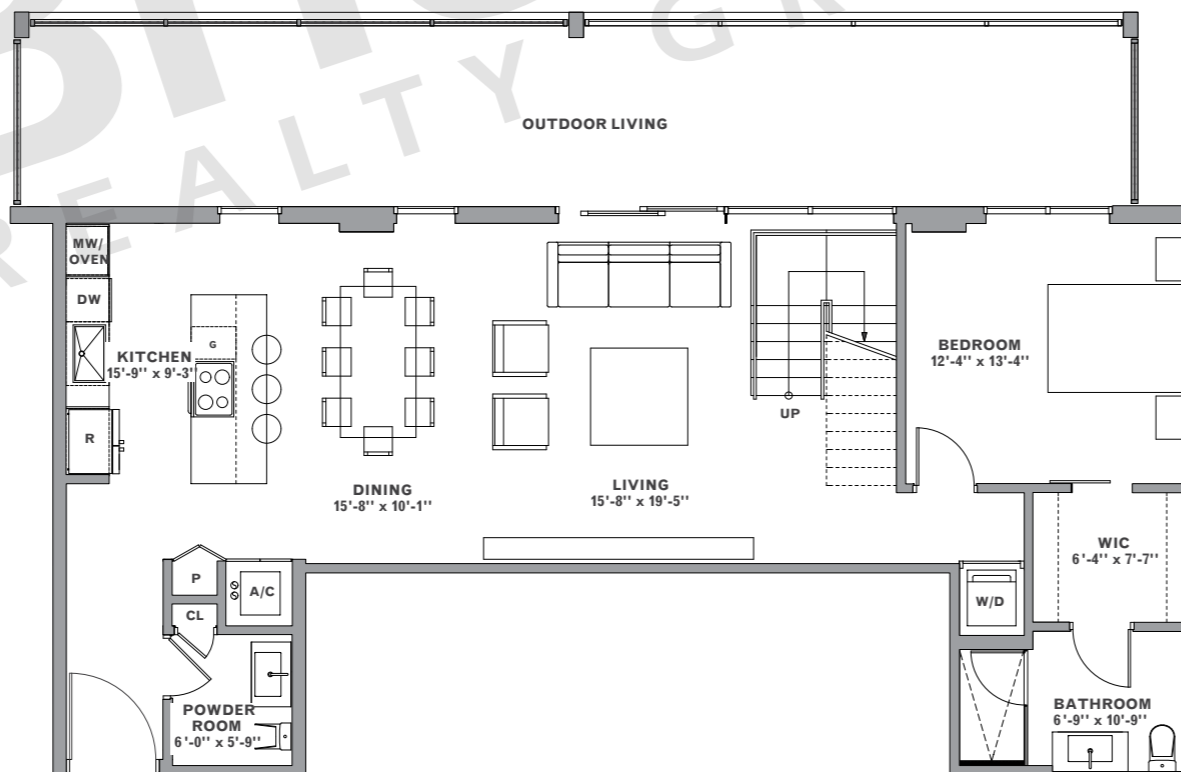 REALTY GR
OUTDOOR LIVING
MW/
OVEN
DW
KITCHEN
15'-9'' x 9'-3''
G
R
DINING
15'-8'' x 10'-1''
LIVING
15'-8'' x 19'-5''
UP
BEDROOM
12'-4'' x 13'-4''
WIC
6'-4'' x 7'-7''
P
A/C
CL
W/D
POWDER
ROOM
6'-0'' x 5'-9''
BATHROOM
6'-9'' x 10'-9''